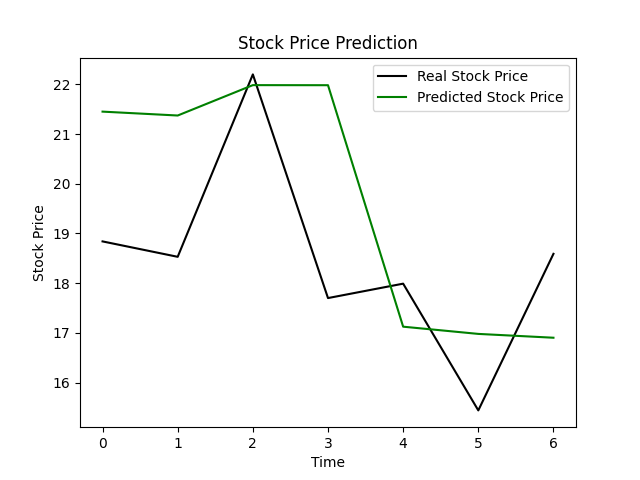 Stock Price Prediction
Real Stock Price
Predicted Stock Price
Stock Price
22
21
20
19
18
17
16
0 1 2 3 4 5 6
Time